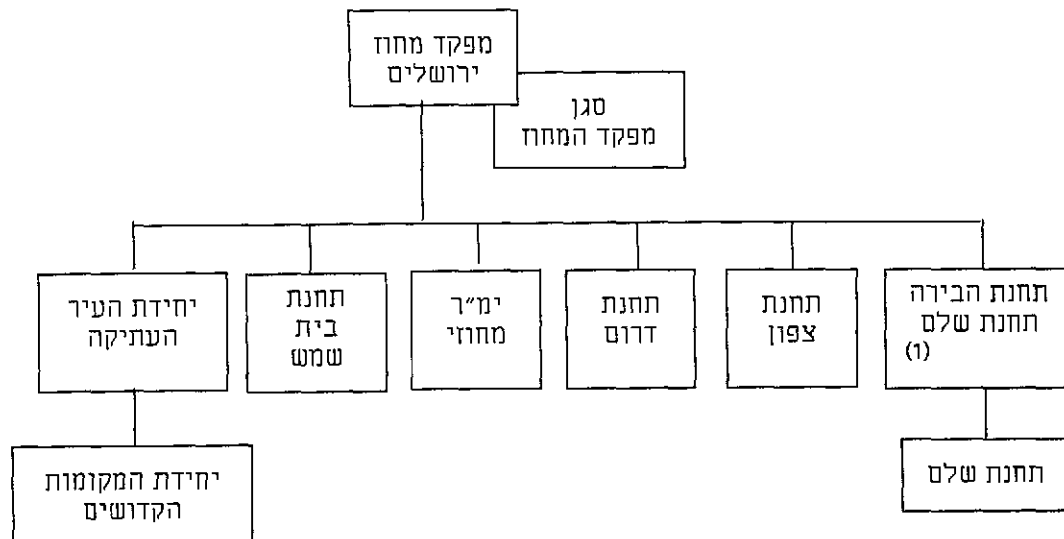 מפקד מחוז
ירושלים
סגן
מפקד המחוז
תחנת הבירה
תחנת שלם
(1)
תחנת
צפון
תחנת
דרום
ימ״ר
מחוזי
תחנת
בית
שמש
יחידת העיר
העתיקה
תחנת שלם
יחידת המקומות
הקדושים